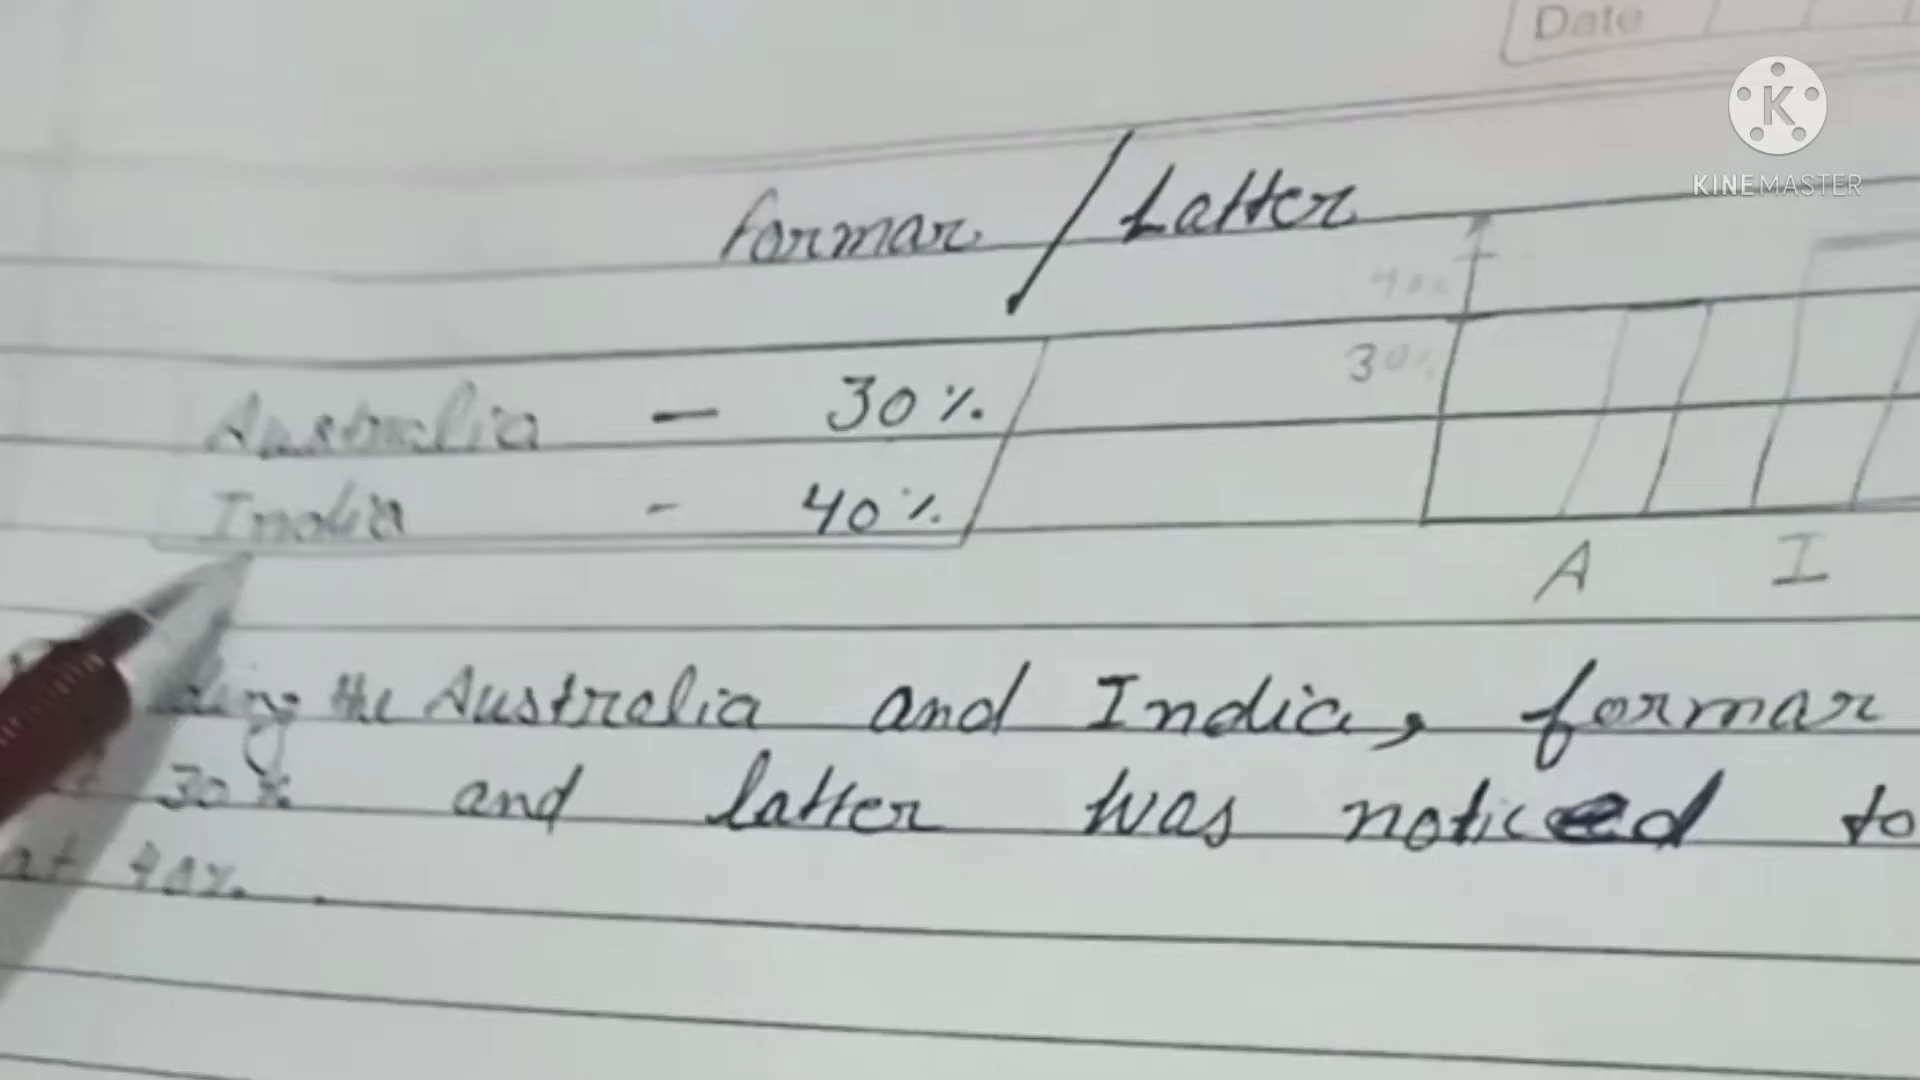 Date
KINEMASTER
Formar / Latter
40%
30%
Australia - 30%
India - 40%
A I
the Australia and India, formar
30% and latter was noticed to
at 40%.